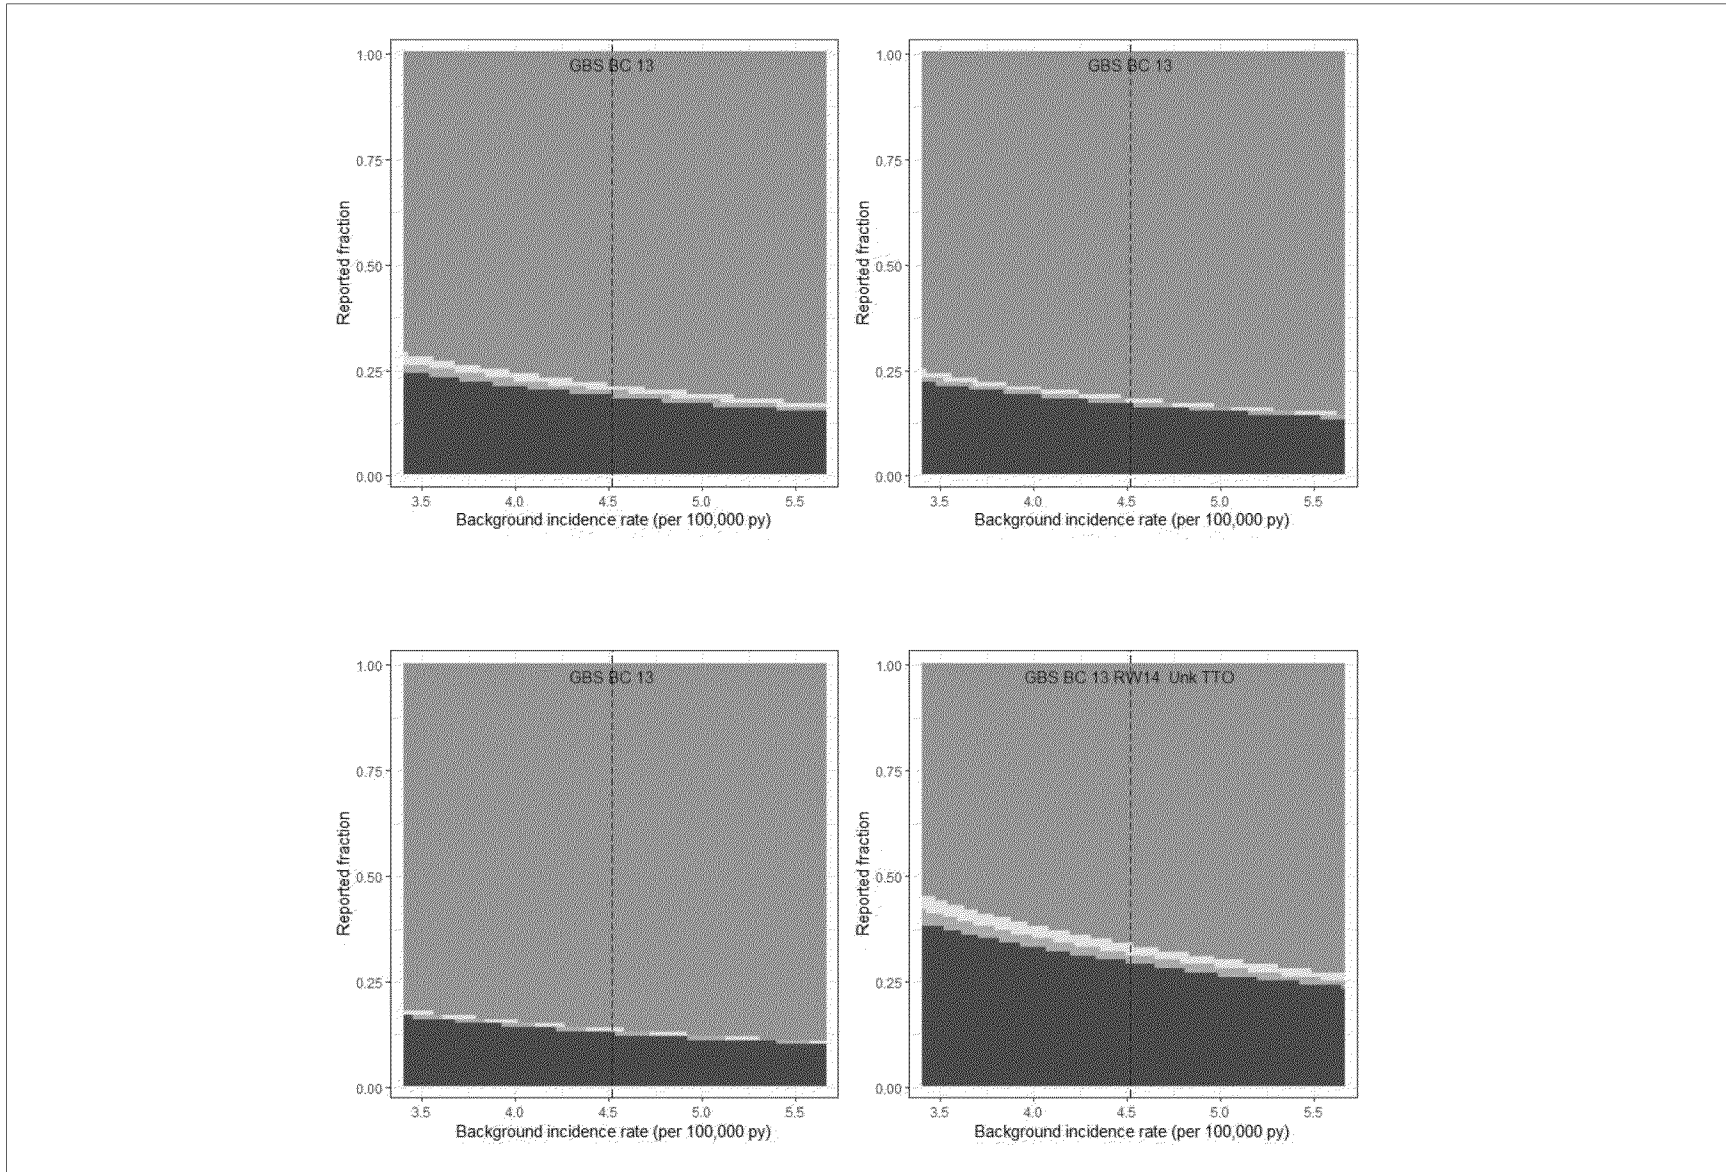 GBS BC 13
1.00
0.75
0.50
0.25
0.00
Reported fraction
3.5 4.0 4.5 5.0 5.5
Background incidence rate (per 100,000 py)
GBS BC 13
1.00
0.75
0.50
0.25
0.00
Reported fraction
3.5 4.0 4.5 5.0 5.5
Background incidence rate (per 100,000 py)
GBS BC 13
1.00
0.75
0.50
0.25
0.00
Reported fraction
3.5 4.0 4.5 5.0 5.5
Background incidence rate (per 100,000 py)
GBS BC 13 RW14 Unk TTO
1.00
0.75
0.50
0.25
0.00
Reported fraction
3.5 4.0 4.5 5.0 5.5
Background incidence rate (per 100,000 py)